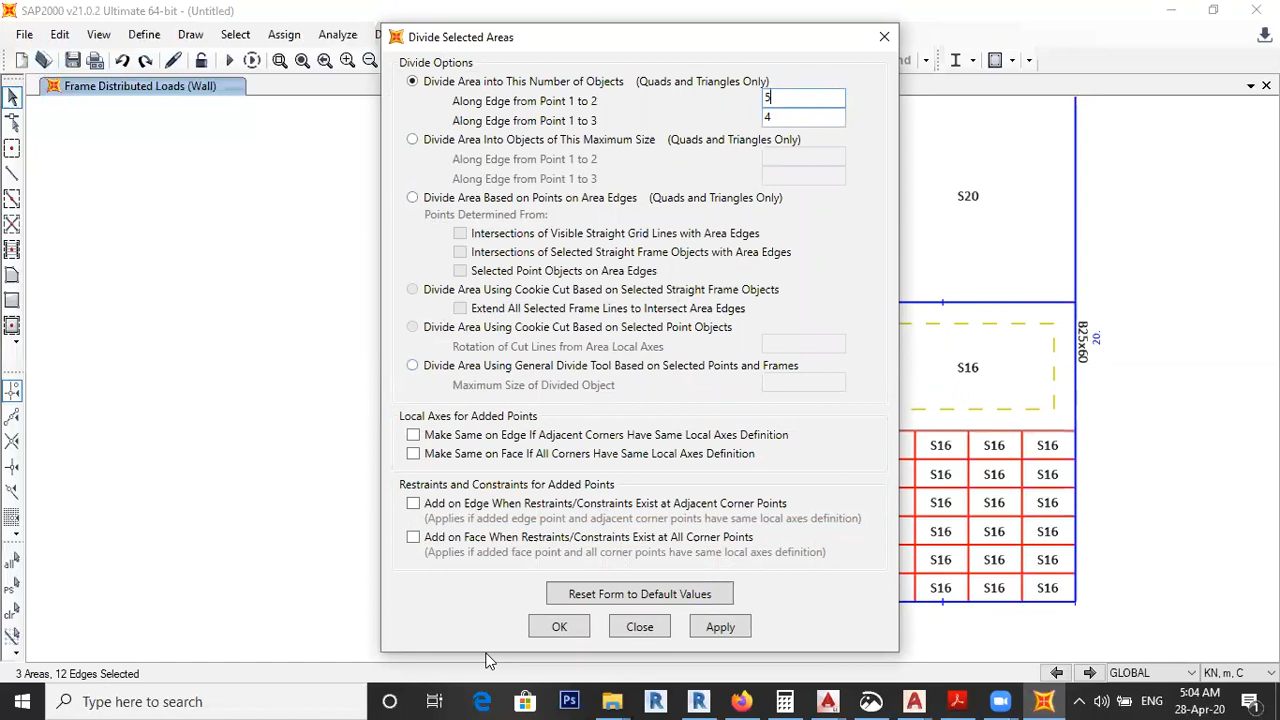 SAP2000 v21.0.2 Ultimate 64-bit - (Untitled)
File Edit View Define Draw Select Assign Analyze
Frame Distributed Loads (Wall)
Divide Selected Areas
Divide Options
Divide Area into This Number of Objects (Quads and Triangles Only)
Along Edge from Point 1 to 2 5
Along Edge from Point 1 to 3 4
Divide Area Into Objects of This Maximum Size (Quads and Triangles Only)
Along Edge from Point 1 to 2
Along Edge from Point 1 to 3
Divide Area Based on Points on Area Edges (Quads and Triangles Only)
Points Determined From:
Intersections of Visible Straight Grid Lines with Area Edges
Intersections of Selected Straight Frame Objects with Area Edges
Selected Point Objects on Area Edges
Divide Area Using Cookie Cut Based on Selected Straight Frame Objects
Extend All Selected Frame Lines to Intersect Area Edges
Divide Area Using Cookie Cut Based on Selected Point Objects
Rotation of Cut Lines from Area Local Axes
Divide Area Using General Divide Tool Based on Selected Points and Frames
Maximum Size of Divided Object
Local Axes for Added Points
Make Same on Edge If Adjacent Corners Have Same Local Axes Definition
Make Same on Face If All Corners Have Same Local Axes Definition
Restraints and Constraints for Added Points
Add on Edge When Restraints/Constraints Exist at Adjacent Corner Points
(Applies if added edge point and adjacent corner points have same local axes definition)
Add on Face When Restraints/Constraints Exist at All Corner Points
(Applies if added face point and all corner points have same local axes definition)
Reset Form to Default Values
OK Close Apply
nd
S20
B25x60
20.
S16
S16 S16 S16
S16 S16 S16
S16 S16 S16
S16 S16 S16
S16 S16 S16
S16 S16 S16
all
PS
clr
3 Areas, 12 Edges Selected
GLOBAL
KN, m, C
Type here to search
ENG
5:04 AM
28-Apr-20